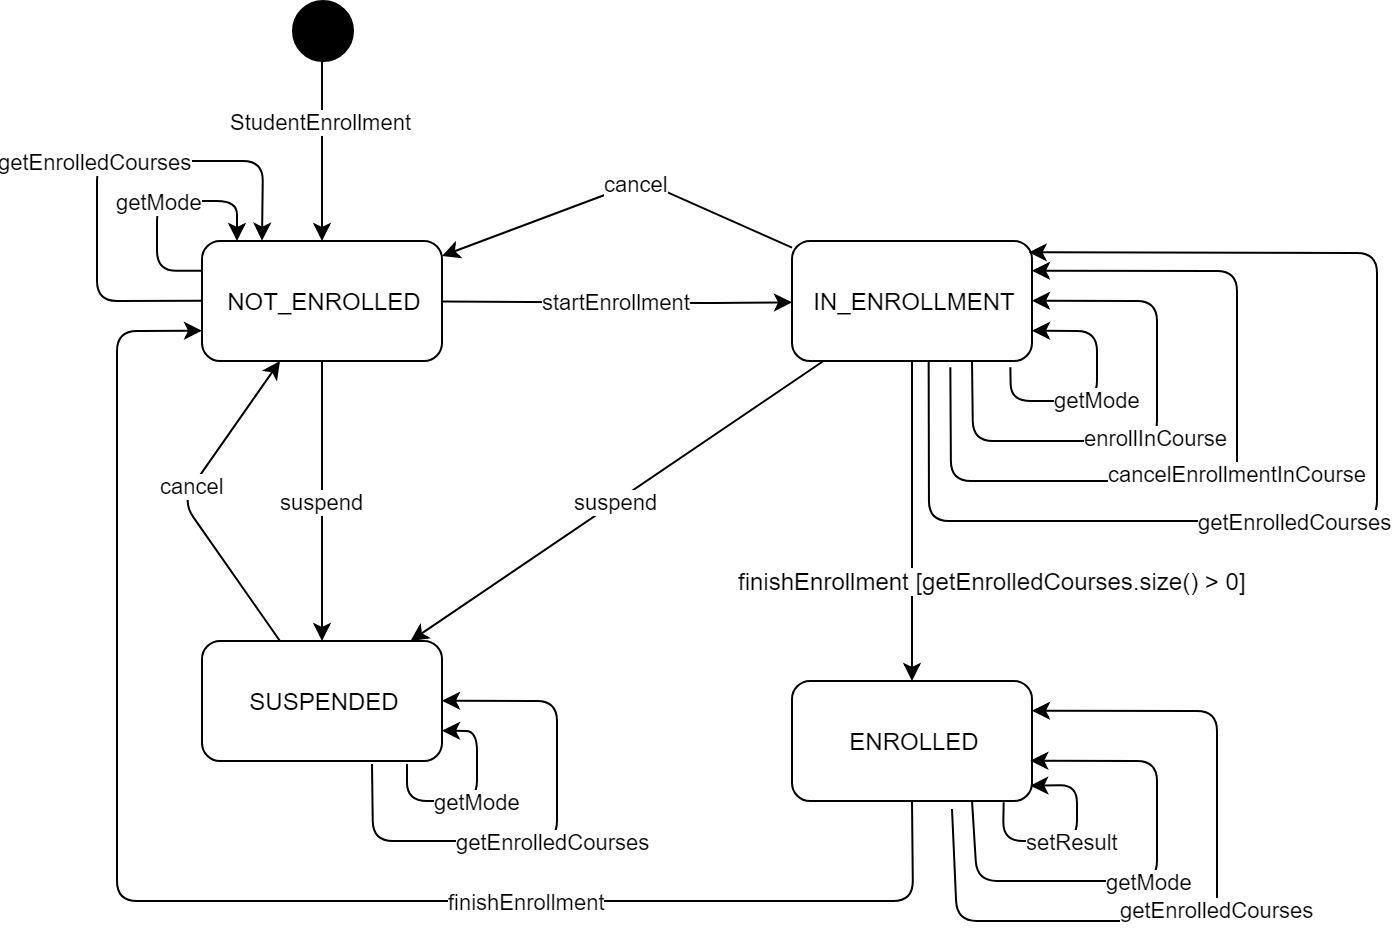 StudentEnrollment
getEnrolledCourses
getMode
cancel
NOT_ENROLLED
startEnrollment
IN_ENROLLMENT
getMode
enrollInCourse
cancelEnrollmentInCourse
getEnrolledCourses
cancel
suspend
suspend
finishEnrollment [getEnrolledCourses.size() > 0]
SUSPENDED
ENROLLED
getMode
getEnrolledCourses
setResult
getMode
getEnrolledCourses
finishEnrollment